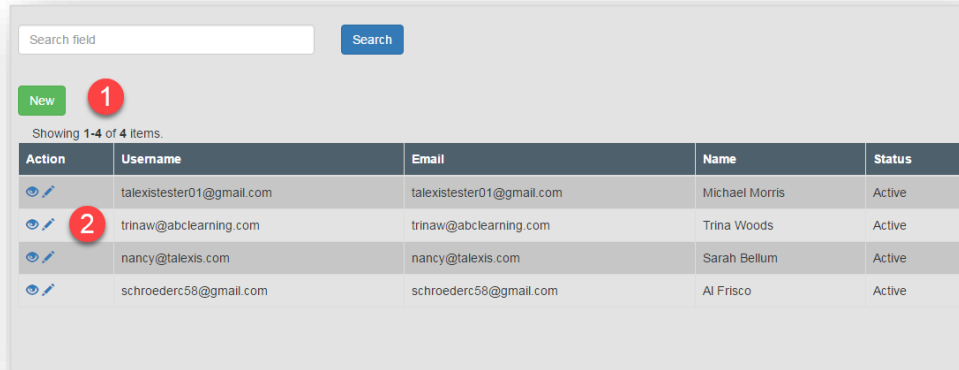 Search field Search
New 1
Showing 1-4 of 4 items.
Action Username Email Name Status
talexistester01@gmail.com talexistester01@gmail.com Michael Morris Active
2 trinaw@abclearning.com trinaw@abclearning.com Trina Woods Active
nancy@talexis.com nancy@talexis.com Sarah Bellum Active
schroederc58@gmail.com schroederc58@gmail.com Al Frisco Active